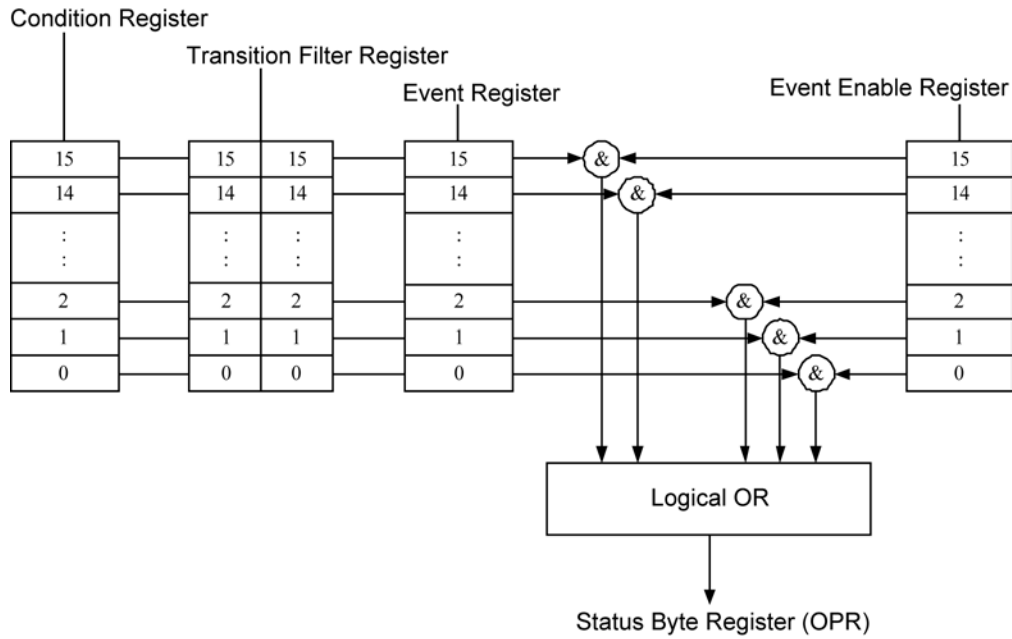 Condition Register
Transition Filter Register
Event Register
Event Enable Register
15 15 15 15 & 15
14 14 14 14 & 14
: : : : :
: : : : :
2 2 2 2 & 2
1 1 1 1 & 1
0 0 0 0 & 0
Logical OR
Status Byte Register (OPR)